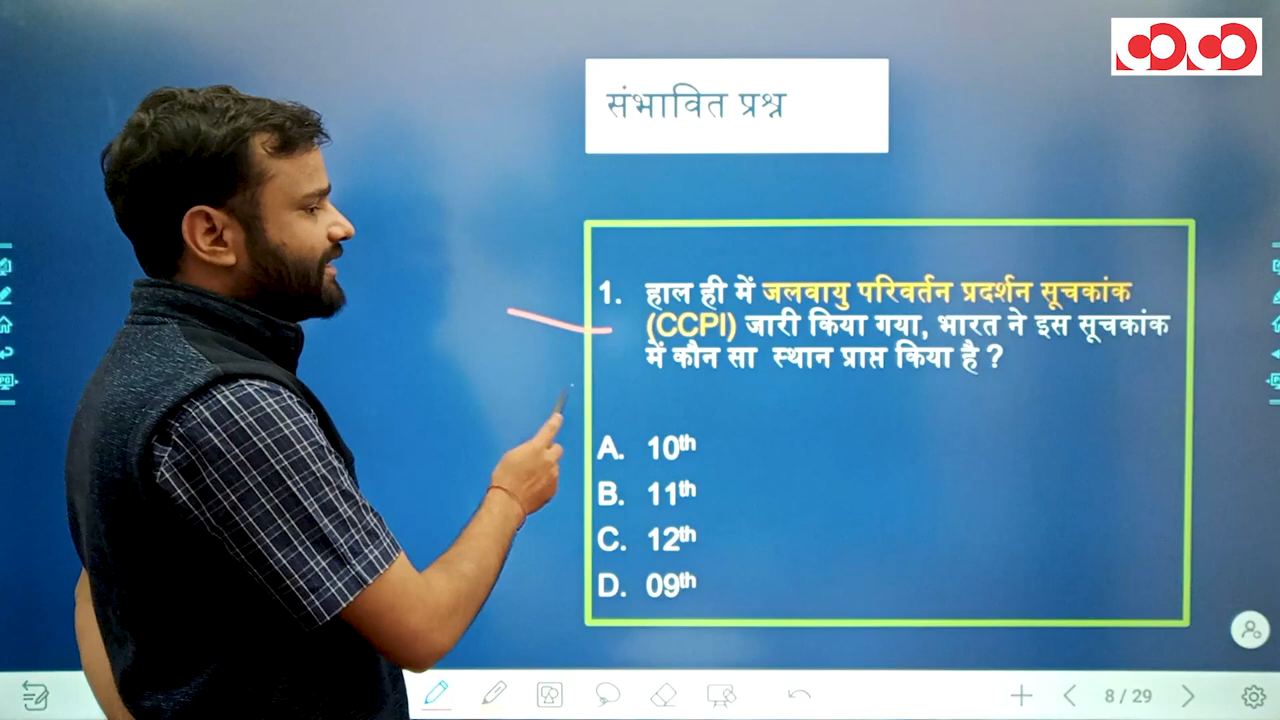 संभावित प्रश्न
1. हाल ही में जलवायु परिवर्तन प्रदर्शन सूचकांक
(CCPI) जारी किया गया, भारत ने इस सूचकांक
में कौन सा स्थान प्राप्त किया है ?
A. 10th
B. 11th
C. 12th
D. 09th
8 / 29